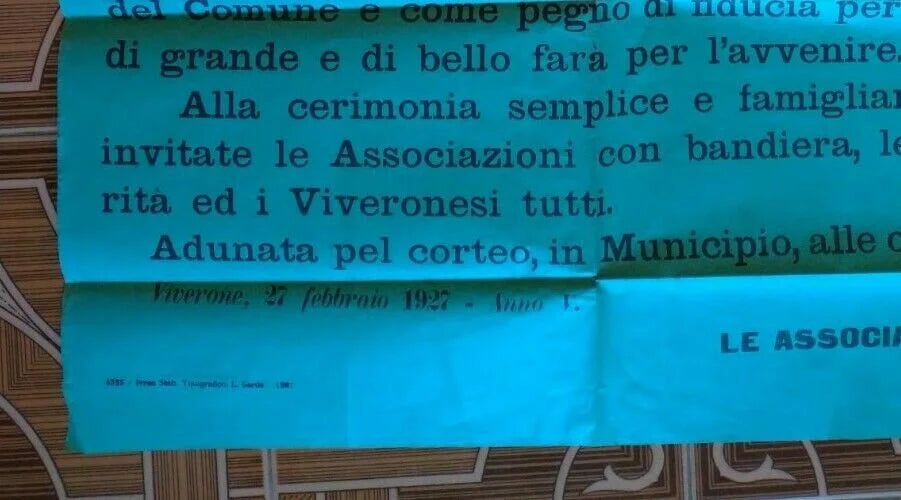 del Comune e come pegno di fiducia per
di grande e di bello farà per l'avvenire.
Alla cerimonia semplice e famigliar
invitate le Associazioni con bandiera, le
rità ed i Viveronesi tutti.
Adunata pel corteo, in Municipio, alle o
Viverone, 27 febbraio 1927 - Anno V.
LE ASSOCIA
Tipografico L.